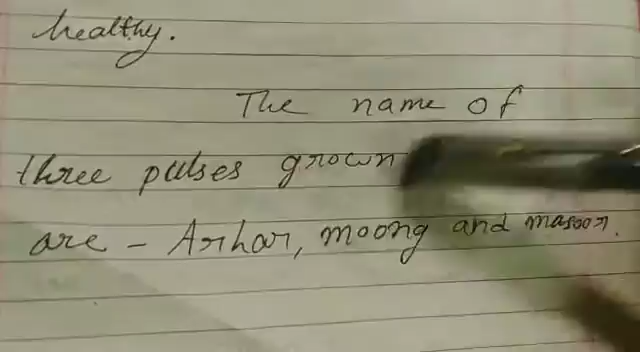 healthy.
The name of
three pulses grown
are - Arhar, moong and masoor.